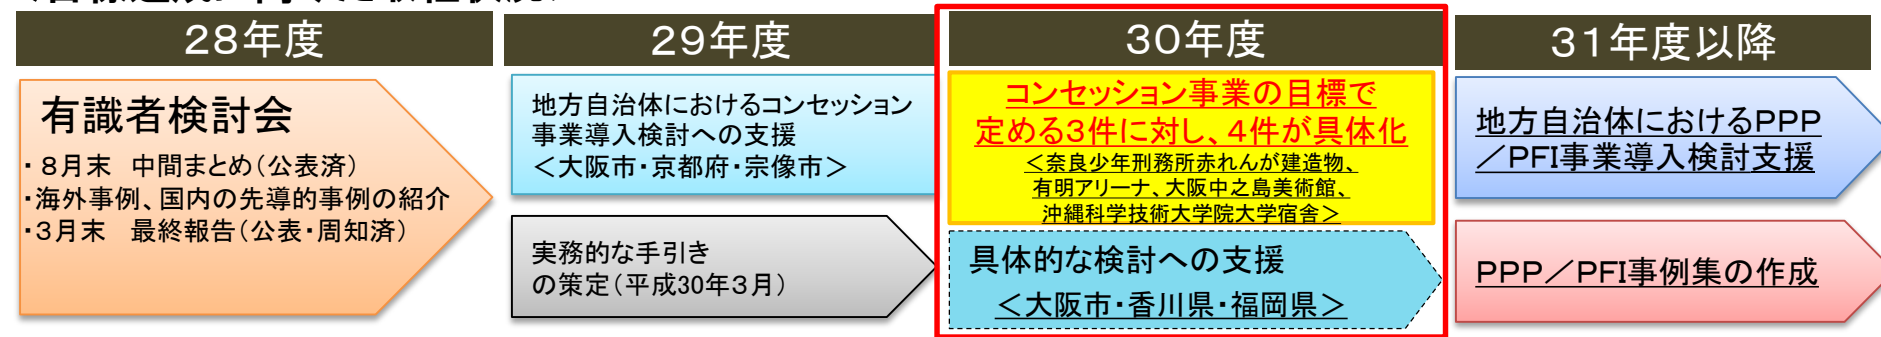 28年度
有識者検討会
・8月末 中間まとめ(公表済)
・海外事例、国内の先導的事例の紹介
・3月末 最終報告(公表・周知済)
29年度
地方自治体におけるコンセッション
事業導入検討への支援
<大阪市・京都府・宗像市>
実務的な手引き
の策定(平成30年3月)
30年度
コンセッション事業の目標で
定める3件に対し、4件が具体化
<奈良少年刑務所赤れんが建造物、
有明アリーナ、大阪中之島美術館、
沖縄科学技術大学院大学宿舎>
具体的な検討への支援
<大阪市・香川県・福岡県>
31年度以降
地方自治体におけるPPP
/PFI事業導入検討支援
PPP/PFI事例集の作成